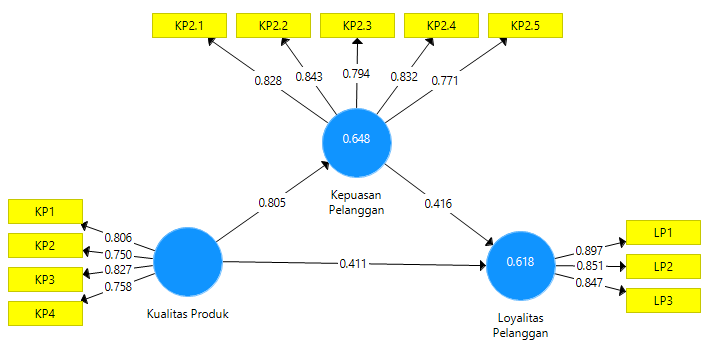 KP2.1 KP2.2 KP2.3 KP2.4 KP2.5
0.828 0.843 0.794 0.832 0.771
0.648
Kepuasan
Pelanggan
0.805 0.416
KP1
KP2
KP3
KP4
0.806
0.750
0.827
0.758
Kualitas Produk
0.411
0.618
Loyalitas
Pelanggan
0.897
0.851
0.847
LP1
LP2
LP3